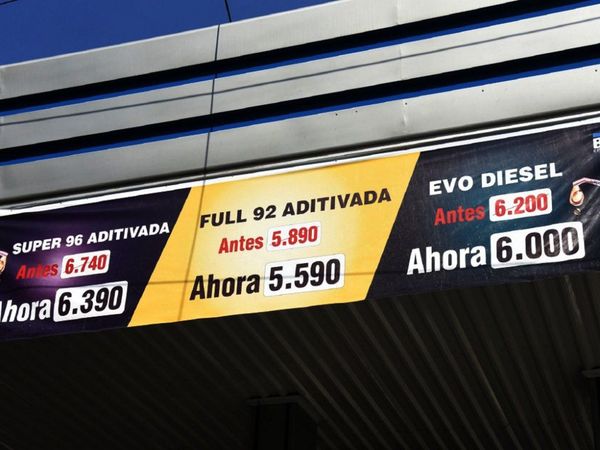 SUPER 96 ADITIVADA
Antes 6.740
Ahora 6.390
FULL 92 ADITIVADA
Antes 5.890
Ahora 5.590
EVO DIESEL
Antes 6.200
Ahora 6.000